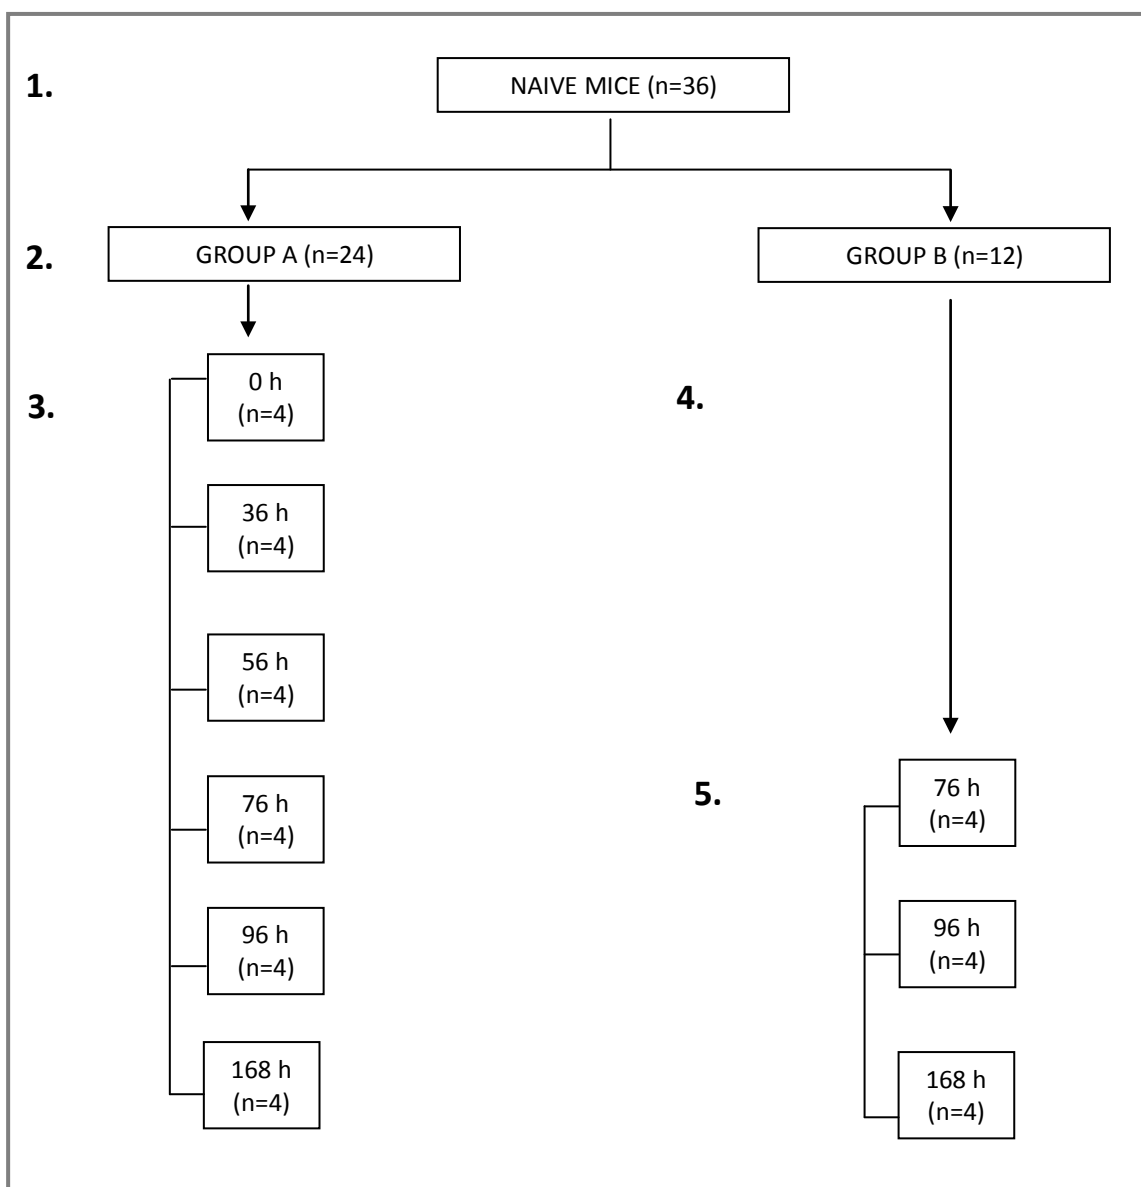 1.
NAIVE MICE (n=36)
2.
GROUP A (n=24)
GROUP B (n=12)
3.
0 h
(n=4)
36 h
(n=4)
56 h
(n=4)
76 h
(n=4)
96 h
(n=4)
168 h
(n=4)
4.
5.
76 h
(n=4)
96 h
(n=4)
168 h
(n=4)